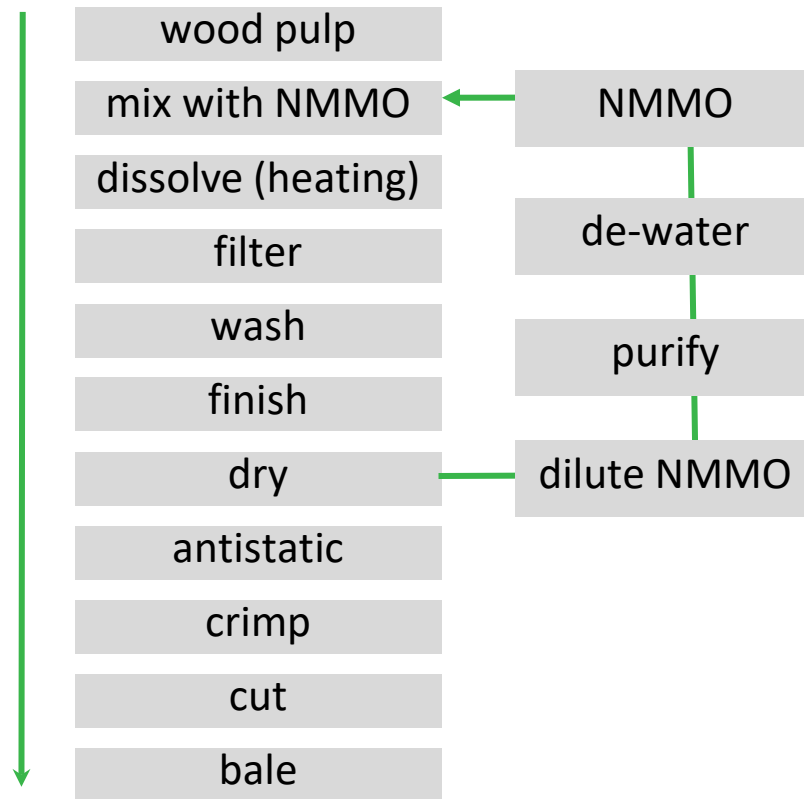 wood pulp
mix with NMMO
dissolve (heating)
filter
wash
finish
dry
antistatic
crimp
cut
bale
NMMO
de-water
purify
dilute NMMO